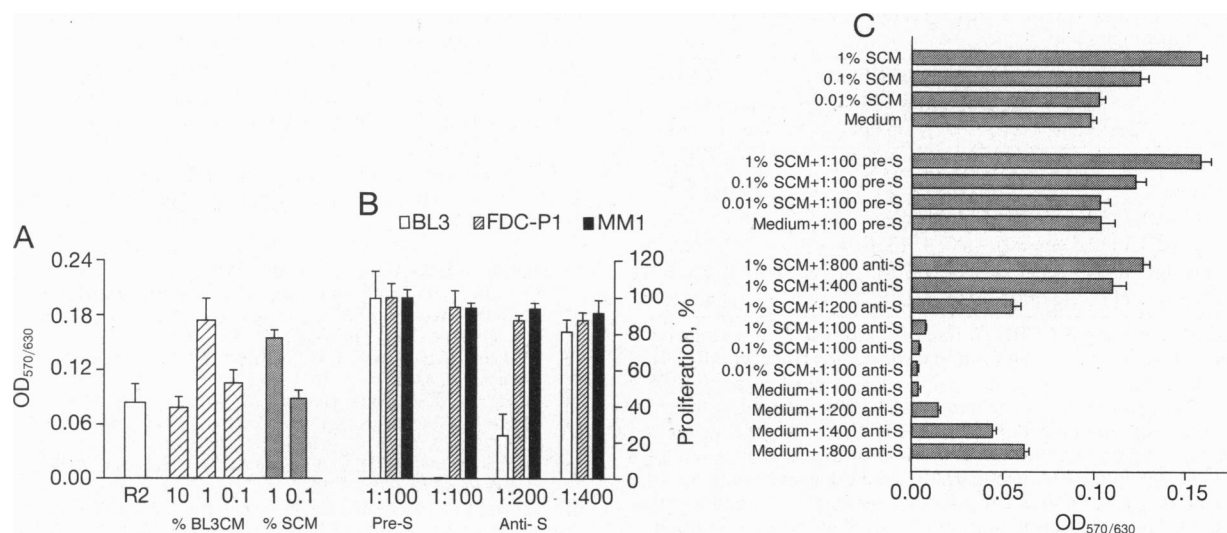 A
0.24
0.18
0.12
0.06
0.00
OD570/630
R2 10 1 0.1 1 0.1
% BL3CM % SCM
B
BL3 FDC-P1 MM1
120
100
80
60
40
20
0
Proliferation, %
1:100 1:100 1:200 1:400
Pre-S Anti- S
C
1% SCM
0.1% SCM
0.01% SCM
Medium
1% SCM+1:100 pre-S
0.1% SCM+1:100 pre-S
0.01% SCM+1:100 pre-S
Medium+1:100 pre-S
1% SCM+1:800 anti-S
1% SCM+1:400 anti-S
1% SCM+1:200 anti-S
1% SCM+1:100 anti-S
0.1% SCM+1:100 anti-S
0.01% SCM+1:100 anti-S
Medium+1:100 anti-S
Medium+1:200 anti-S
Medium+1:400 anti-S
Medium+1:800 anti-S
0.00 0.05 0.10 0.15
OD570/630